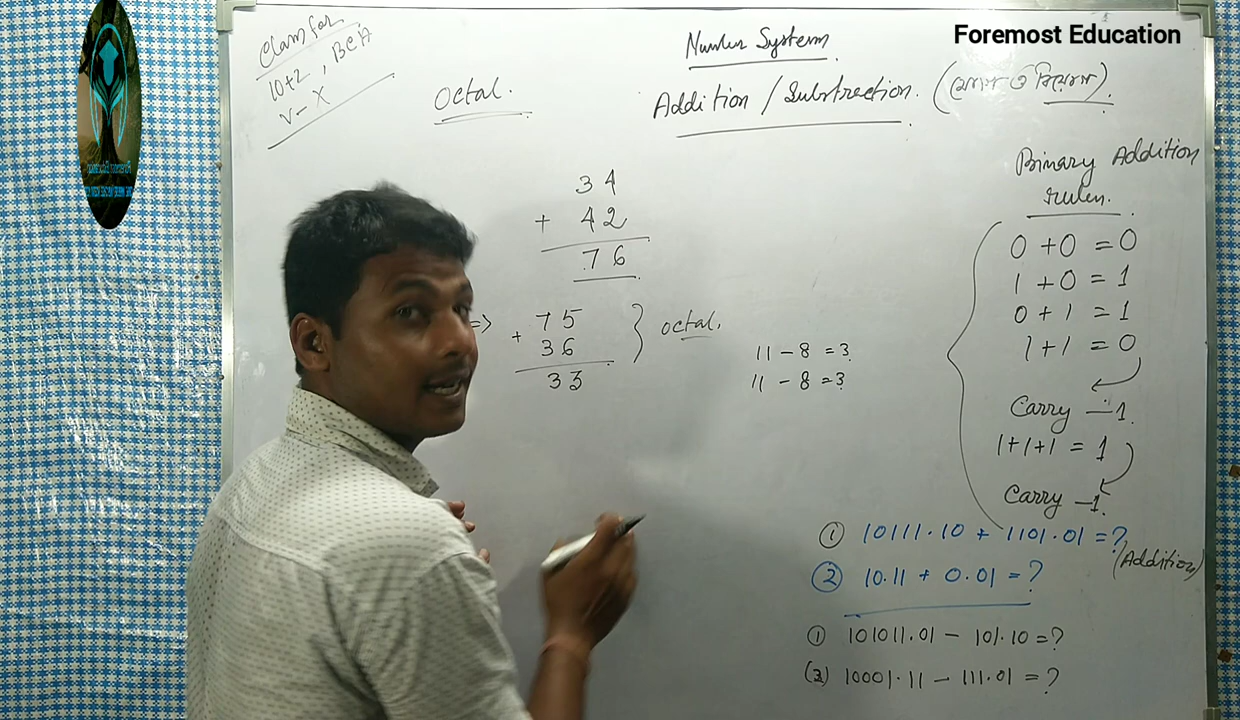 Foremost Education
Class for
10+2, BCA
V - X
Number System
Octal.
Addition / Substraction. (যোগ ও বিয়োগ).
Binary Addition
rules.
0 + 0 = 0
1 + 0 = 1
0 + 1 = 1
1 + 1 = 0
Carry - 1.
1+1+1 = 1
Carry - 1.
34
+ 42
76
=> 75
+ 36
33
octal.
11 - 8 = 3.
11 - 8 = 3
① 10111.10 + 1101.01 = ?
② 10.11 + 0.01 = ?
(Addition)
① 101011.01 - 101.10 = ?
(2) 10001.11 - 111.01 = ?